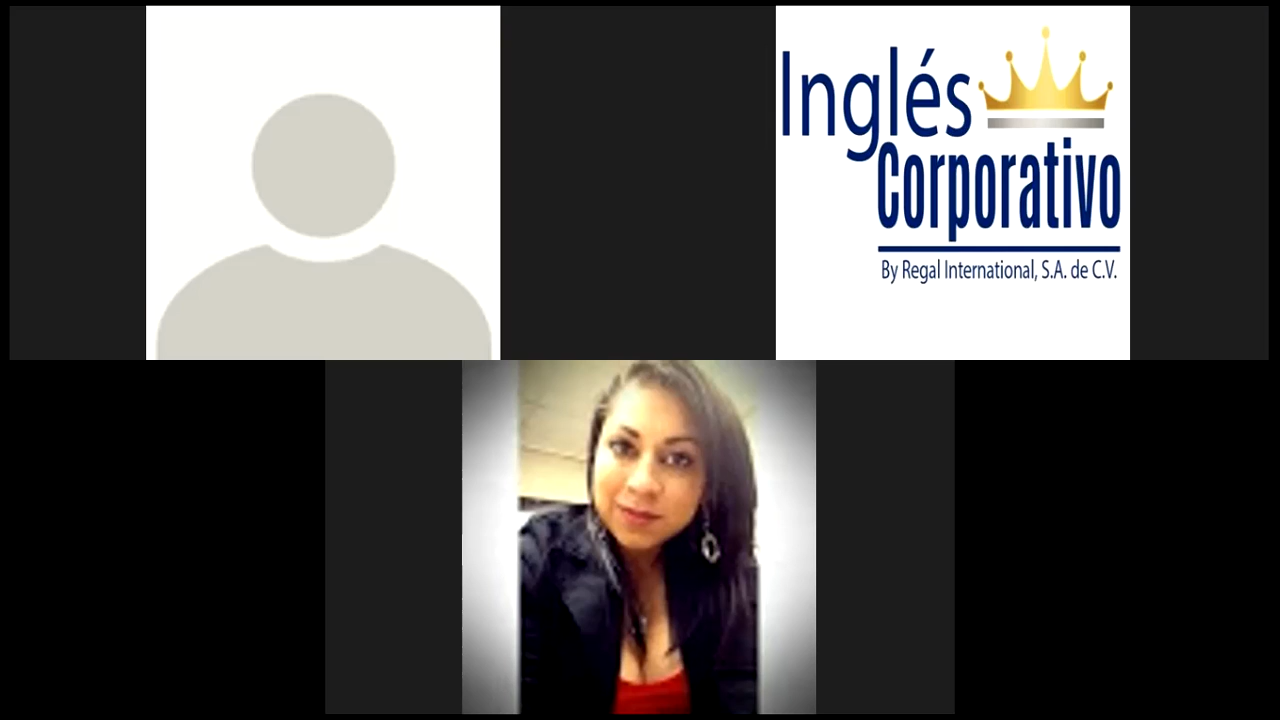 Inglés
Corporativo
By Regal International, S.A. de C.V.